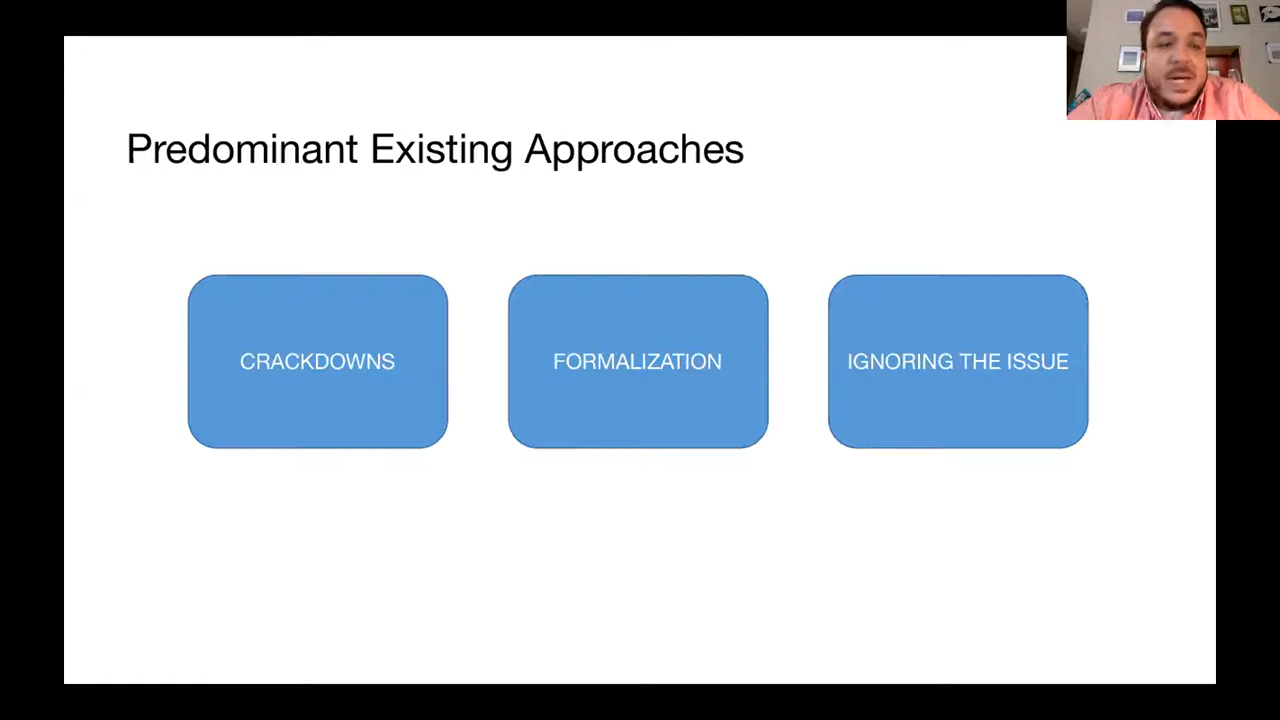 Predominant Existing Approaches
CRACKDOWNS
FORMALIZATION
IGNORING THE ISSUE